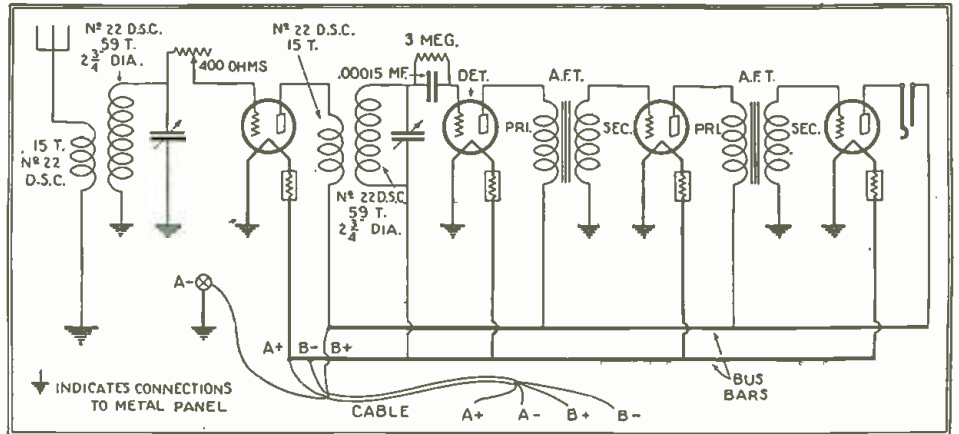 Nº 22 D.S.C.
59 T.
2 3/4 DIA.
400 OHMS
Nº 22 D.S.C.
15 T.
3 MEG.
.00015 MF.
DET.
A.F.T.
A.F.T.
PRI.
SEC.
PRI.
SEC.
15 T.
Nº 22
D.S.C.
Nº 22 D.S.C
59 T.
2 3/4 DIA.
A-
A+ B- B+
BUS
BARS
INDICATES CONNECTIONS
TO METAL PANEL
CABLE
A+ A- B+ B-